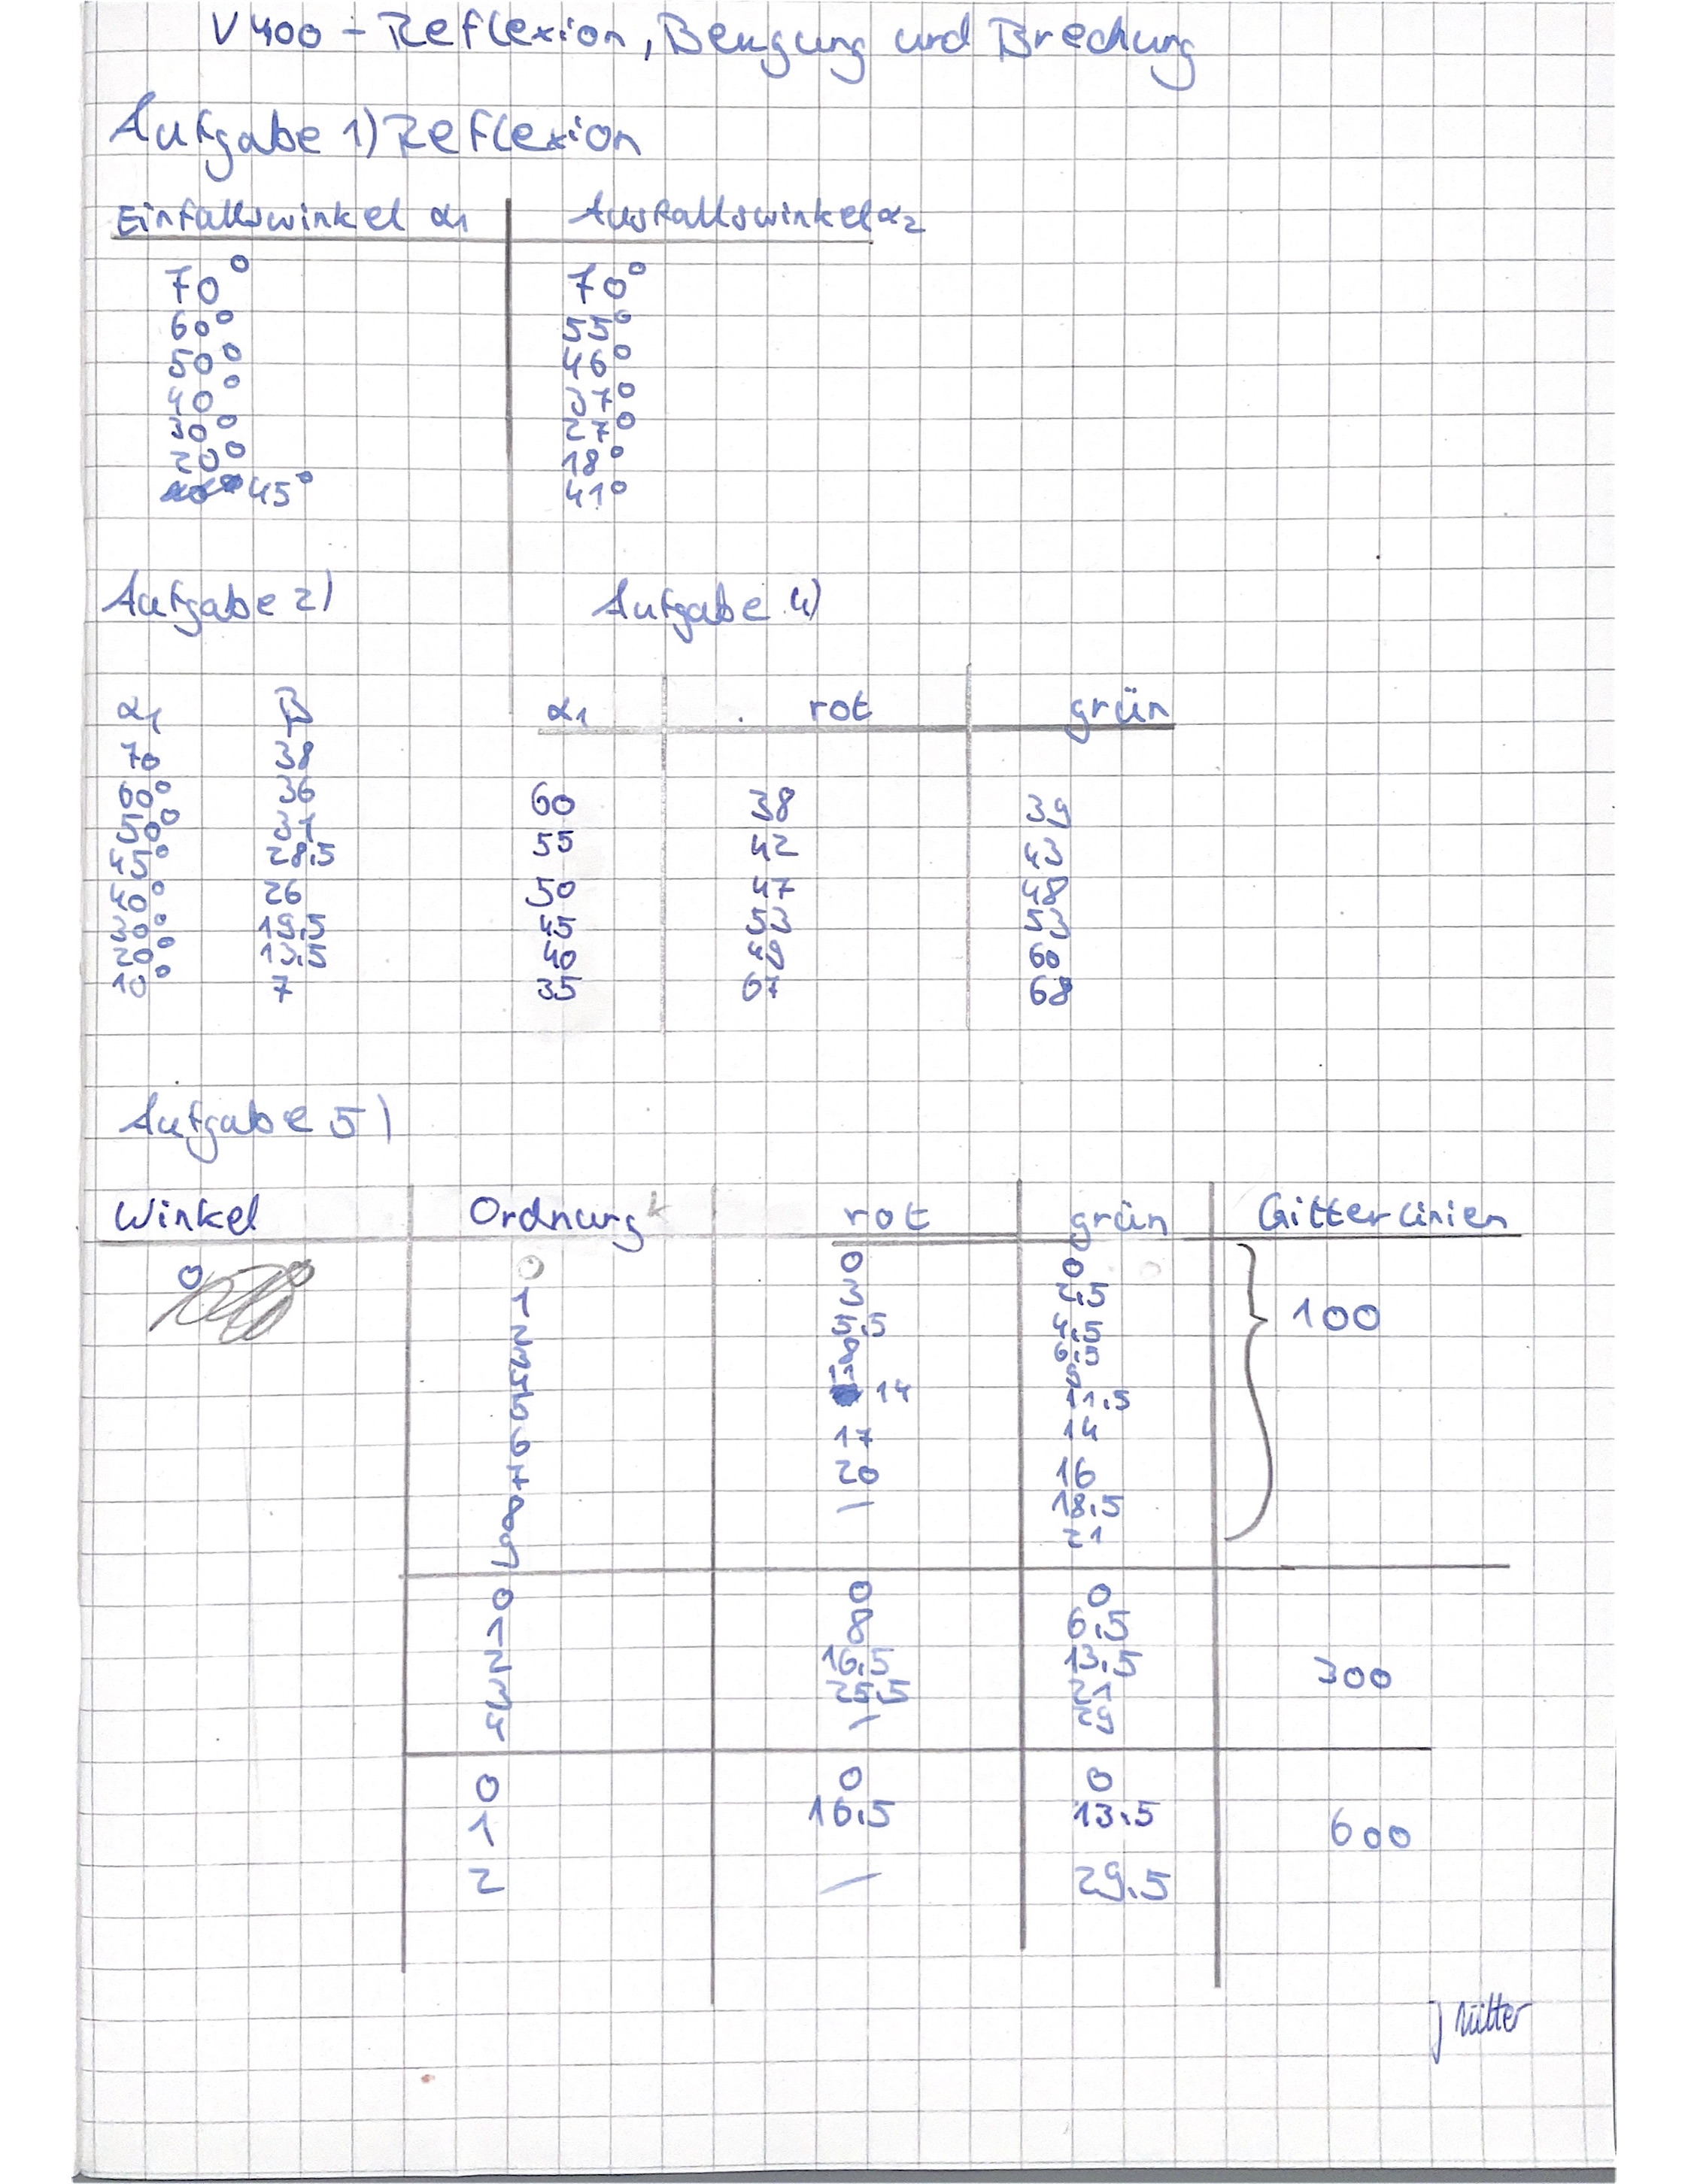 V400 - Reflexion, Beugung und Brechung
Aufgabe 1) Reflexion
Einfallswinkel α1 Ausfallswinkel α2
70° 70°
60° 55°
50° 46°
40° 37°
30° 27°
20° 18°
45° 41°
Aufgabe 2) Aufgabe 4)
α1 β α1 rot grün
70 38
60° 36 60 38 39
50° 31 55 42 43
45° 28.5
40° 26 50 47 48
30° 19.5 45 53 53
20° 13.5 40 49 60
10° 7 35 67 68
Aufgabe 5)
Winkel Ordnung k rot grün Gitterlinien
0 0 0 0
1 3 2.5 100
2 5.5 4.5
3 8 6.5
4 11 9
5 14 11.5
6 17 14
7 20 16
8 / 18.5
9 21
0 0 0
1 8 6.5
2 16.5 13.5 300
3 25.5 21
4 \ 29
0 0 0
1 16.5 13.5 600
2 / 29.5